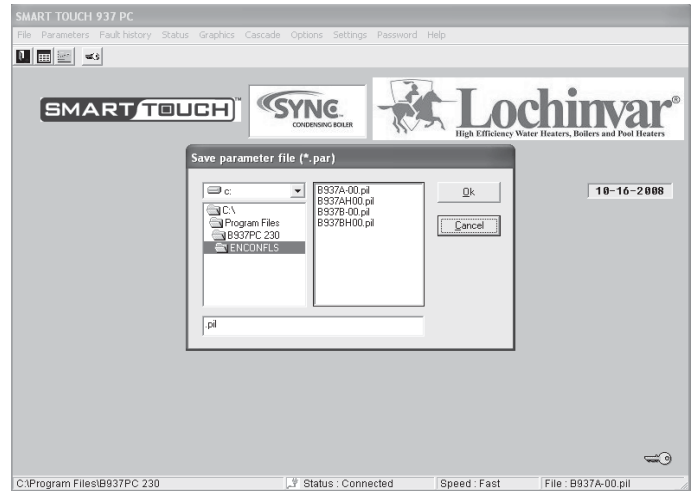 SMART TOUCH 937 PC
File Parameters Fault history Status Graphics Cascade Options Settings Password Help
SMART TOUCH™
SYNC
CONDENSING BOILER
Lochinvar®
High Efficiency Water Heaters, Boilers and Pool Heaters
Save parameter file (*.par)
c:
C:\
Program Files
B937PC 230
ENCONFLS
B937A-00.pil
B937AH00.pil
B937B-00.pil
B937BH00.pil
Ok
Cancel
.pil
10-16-2008
C:\Program Files\B937PC 230 Status : Connected Speed : Fast File : B937A-00.pil